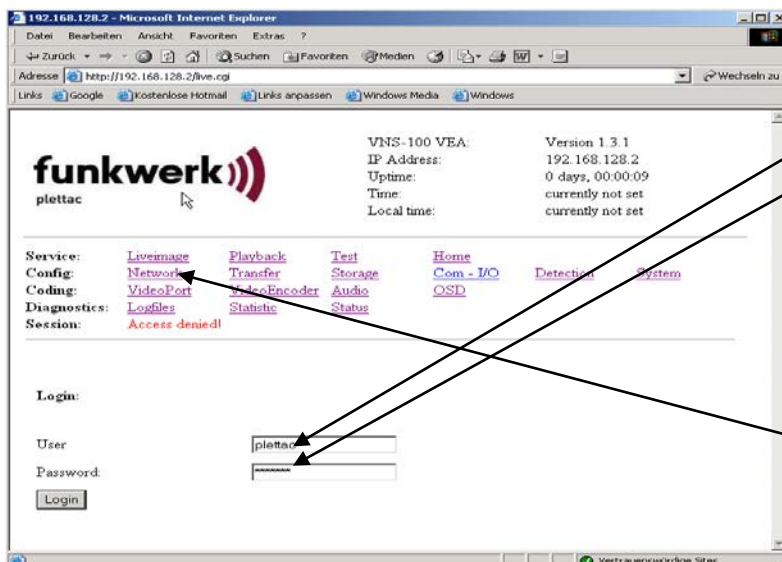 192.168.128.2 - Microsoft Internet Explorer
Datei Bearbeiten Ansicht Favoriten Extras ?
Zurück Suchen Favoriten Medien
Adresse http://192.168.128.2/live.cgi Wechseln zu
Links Google Kostenlose Hotmail Links anpassen Windows Media Windows
funkwerk
plettac
VNS-100 VEA: Version 1.3.1
IP Address: 192.168.128.2
Uptime: 0 days, 00:00:09
Time: currently not set
Local time: currently not set
Service: Liveimage Playback Test Home
Config: Network Transfer Storage Com - I/O Detection System
Coding: VideoPort VideoEncoder Audio OSD
Diagnostics: Logfiles Statistic Status
Session: Access denied!
Login:
User plettac
Password: *******
Login
Vertrauenswürdige Sites